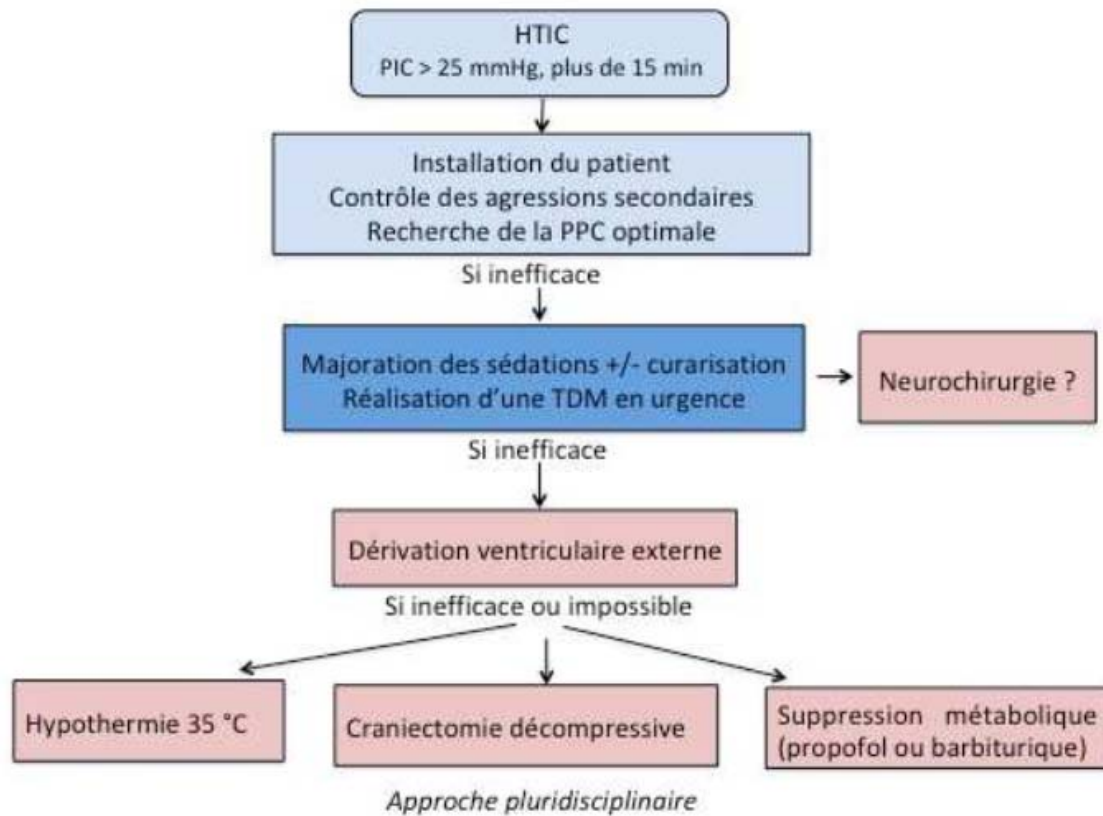 HTIC
PIC > 25 mmHg, plus de 15 min
Installation du patient
Contrôle des agressions secondaires
Recherche de la PPC optimale
Si inefficace
Majoration des sédations +/- curarisation
Réalisation d'une TDM en urgence
Neurochirurgie ?
Si inefficace
Dérivation ventriculaire externe
Si inefficace ou impossible
Hypothermie 35 °C
Craniectomie décompressive
Suppression métabolique
(propofol ou barbiturique)
Approche pluridisciplinaire